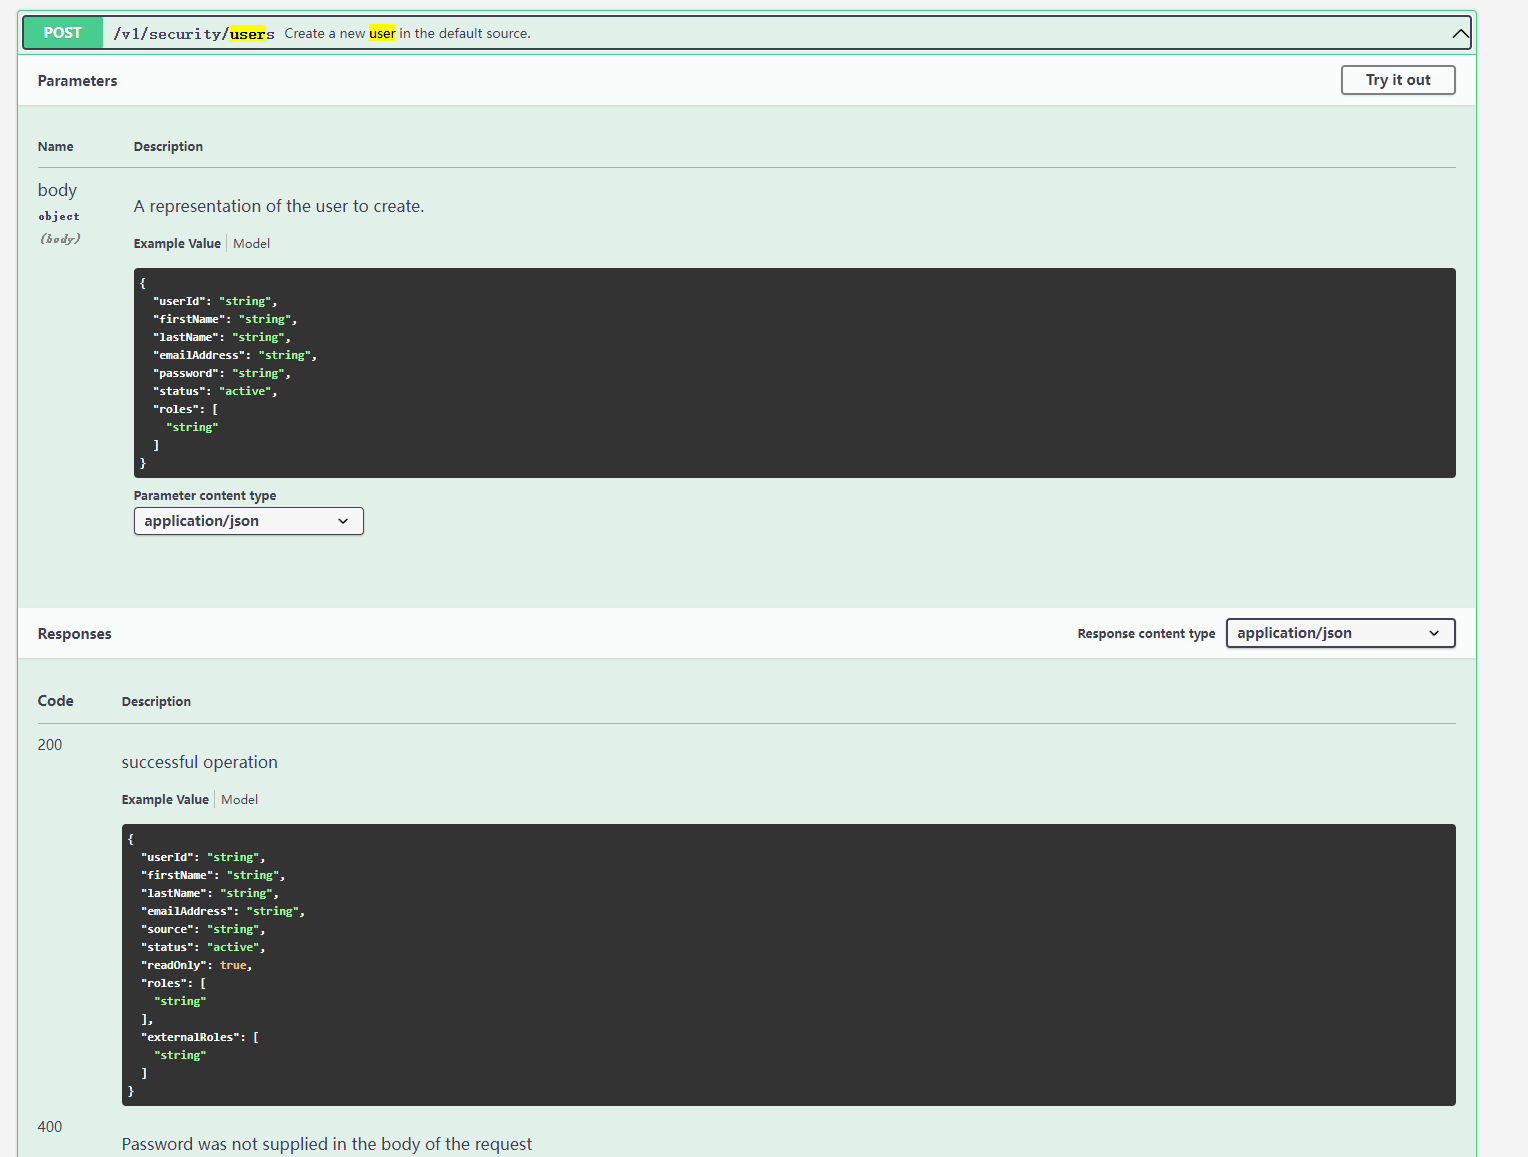 POST /v1/security/users Create a new user in the default source.
Parameters Try it out
Name Description
body
object
(body)
A representation of the user to create.
Example Value Model
{
  "userId": "string",
  "firstName": "string",
  "lastName": "string",
  "emailAddress": "string",
  "password": "string",
  "status": "active",
  "roles": [
    "string"
  ]
}
Parameter content type
application/json
Responses Response content type application/json
Code Description
200
successful operation
Example Value Model
{
  "userId": "string",
  "firstName": "string",
  "lastName": "string",
  "emailAddress": "string",
  "source": "string",
  "status": "active",
  "readOnly": true,
  "roles": [
    "string"
  ],
  "externalRoles": [
    "string"
  ]
}
400
Password was not supplied in the body of the request